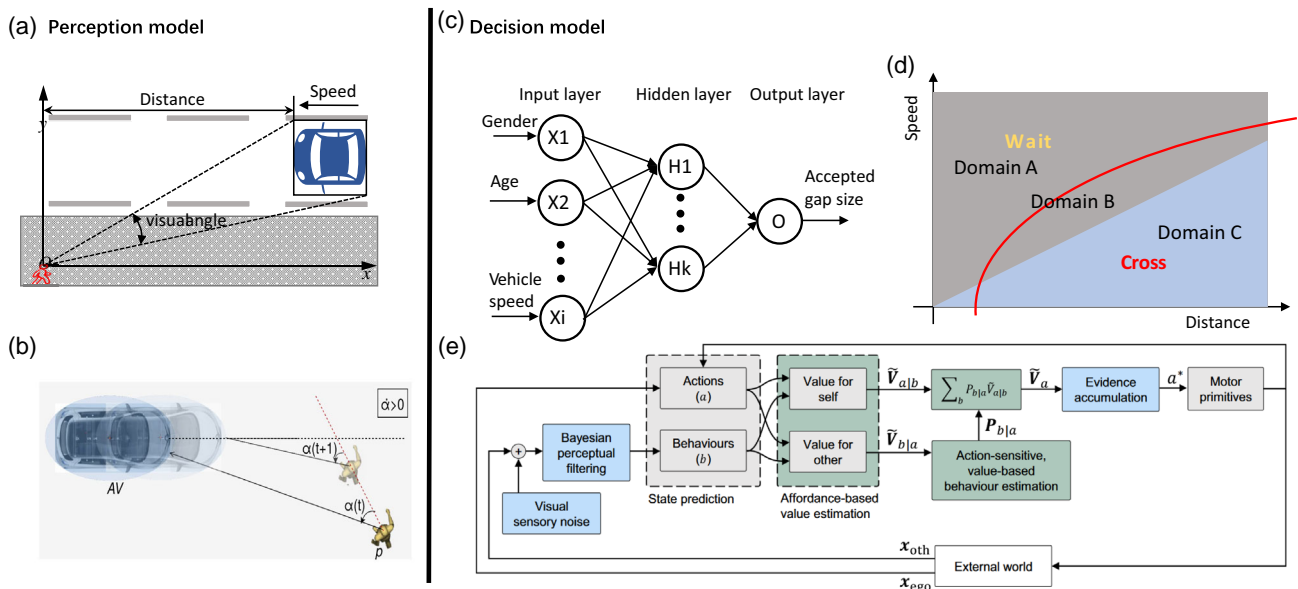 (a) Perception model
Distance
Speed
y
visuaangle
x
(b)
α̇>0
α(t+1)
α(t)
AV
p
(c) Decision model
Input layer
Hidden layer
Output layer
Gender
X1
Age
X2
Vehicle
speed
Xi
H1
Hk
O
Accepted
gap size
(d)
Speed
Wait
Domain A
Domain B
Domain C
Cross
Distance
(e)
Actions
(a)
Behaviours
(b)
State prediction
Bayesian
perceptual
filtering
+
Visual
sensory noise
Value for
self
Value for
other
Affordance-based
value estimation
Ṽa|b
Ṽb|a
∑b Pb|a Ṽa|b
Ṽa
Pb|a
Action-sensitive,
value-based
behaviour estimation
Evidence
accumulation
a*
Motor
primitives
xoth
xego
External world